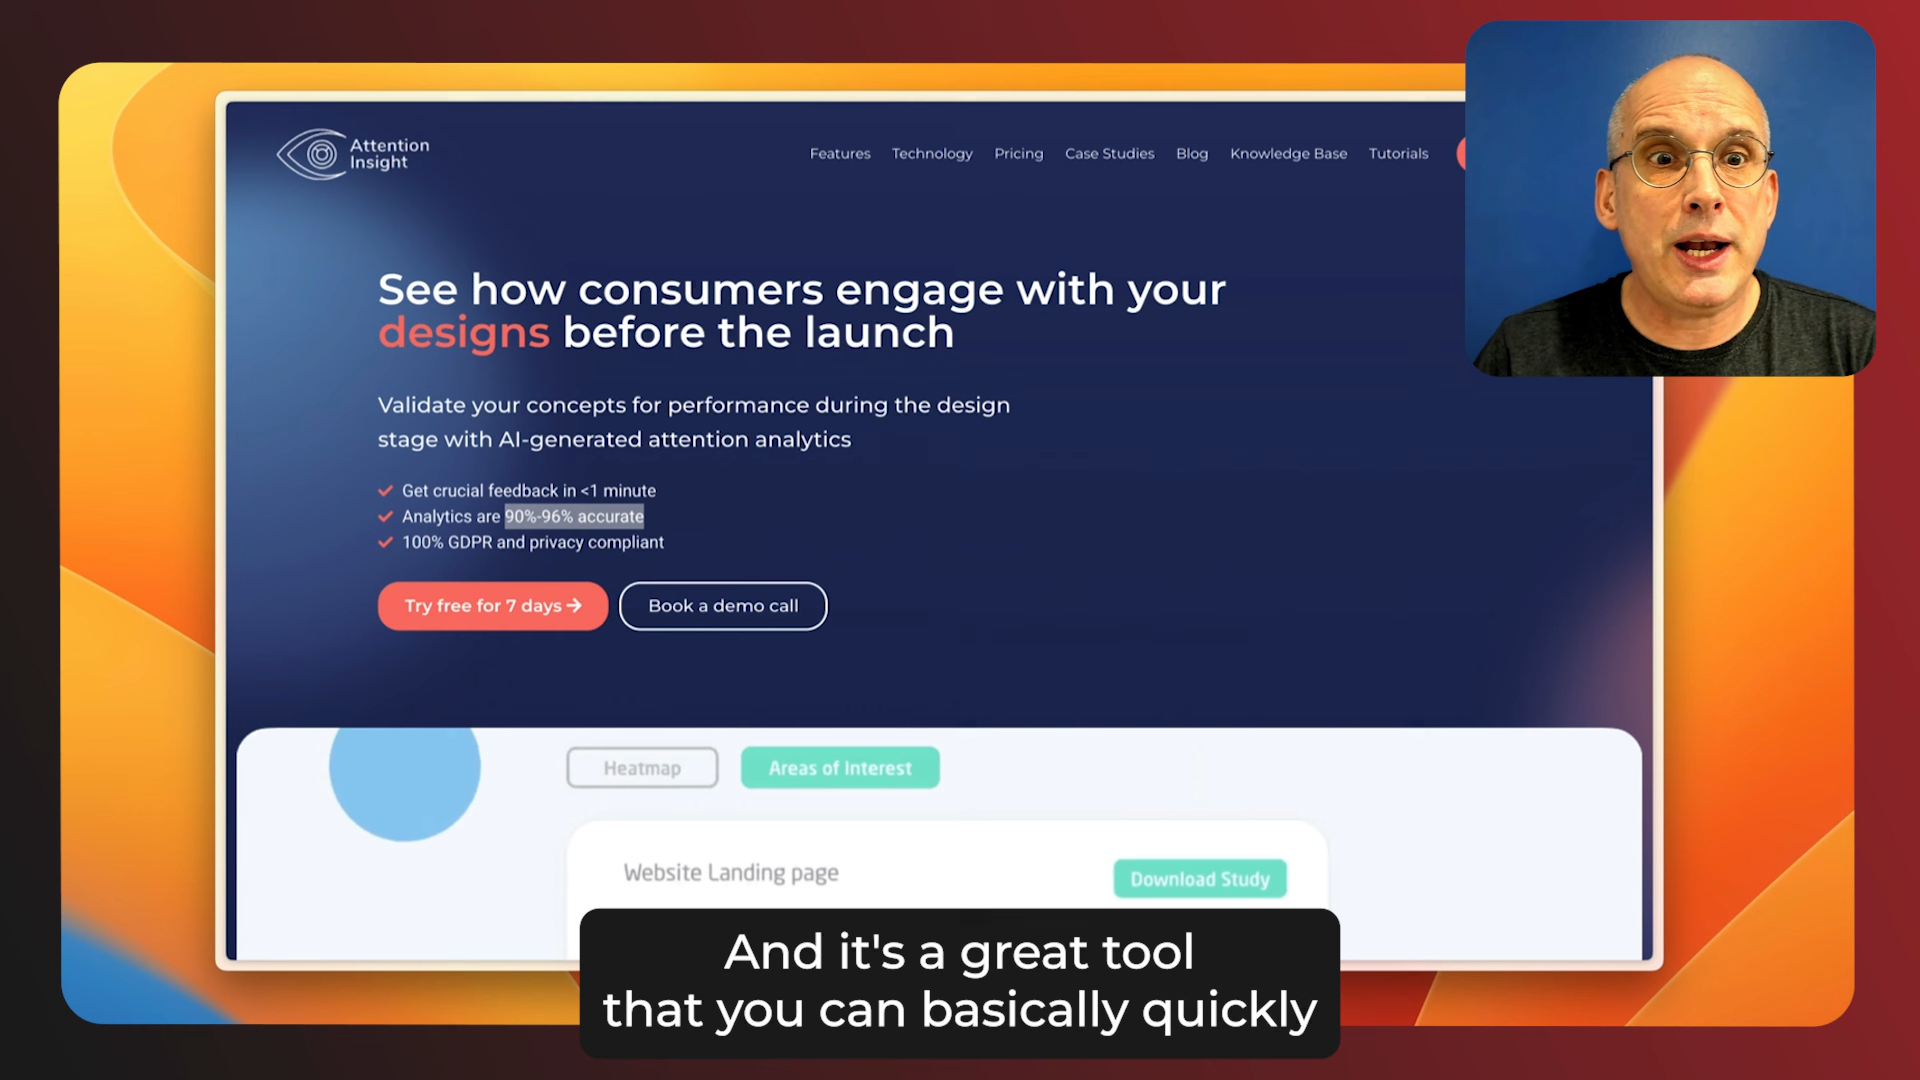 Attention
Insight
Features Technology Pricing Case Studies Blog Knowledge Base Tutorials
See how consumers engage with your
designs before the launch
Validate your concepts for performance during the design
stage with AI-generated attention analytics
Get crucial feedback in <1 minute
Analytics are 90%-96% accurate
100% GDPR and privacy compliant
Try free for 7 days →
Book a demo call
Heatmap
Areas of Interest
Website Landing page
Download Study
And it's a great tool
that you can basically quickly